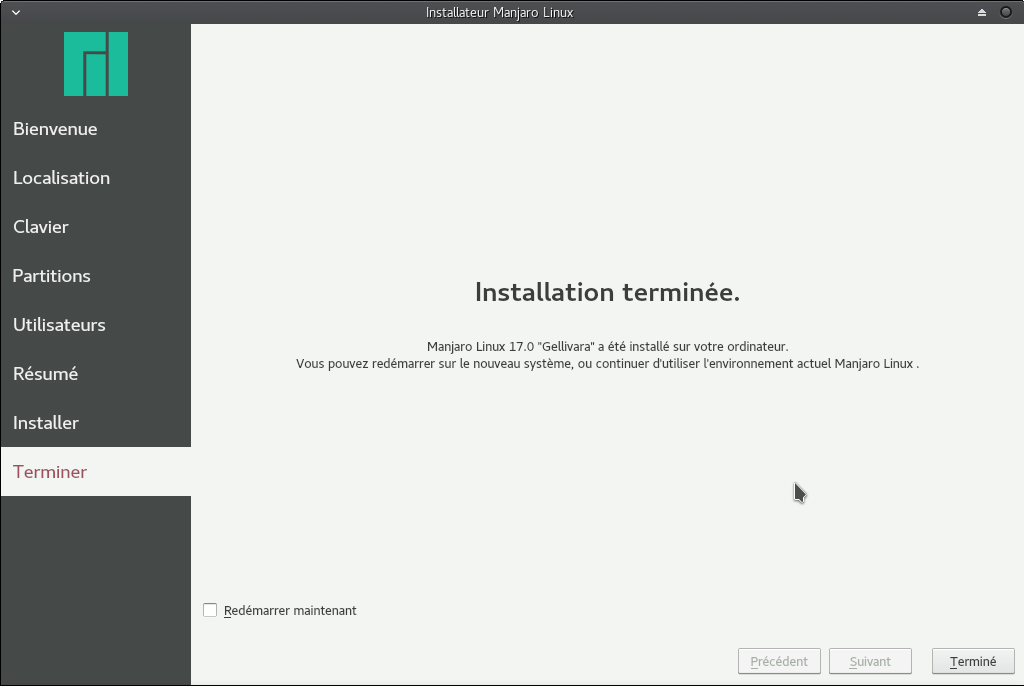 Installateur Manjaro Linux
Bienvenue
Localisation
Clavier
Partitions
Utilisateurs
Résumé
Installer
Terminer
Installation terminée.
Manjaro Linux 17.0 "Gellivara" a été installé sur votre ordinateur.
Vous pouvez redémarrer sur le nouveau système, ou continuer d'utiliser l'environnement actuel Manjaro Linux .
Redémarrer maintenant
Précédent
Suivant
Terminé